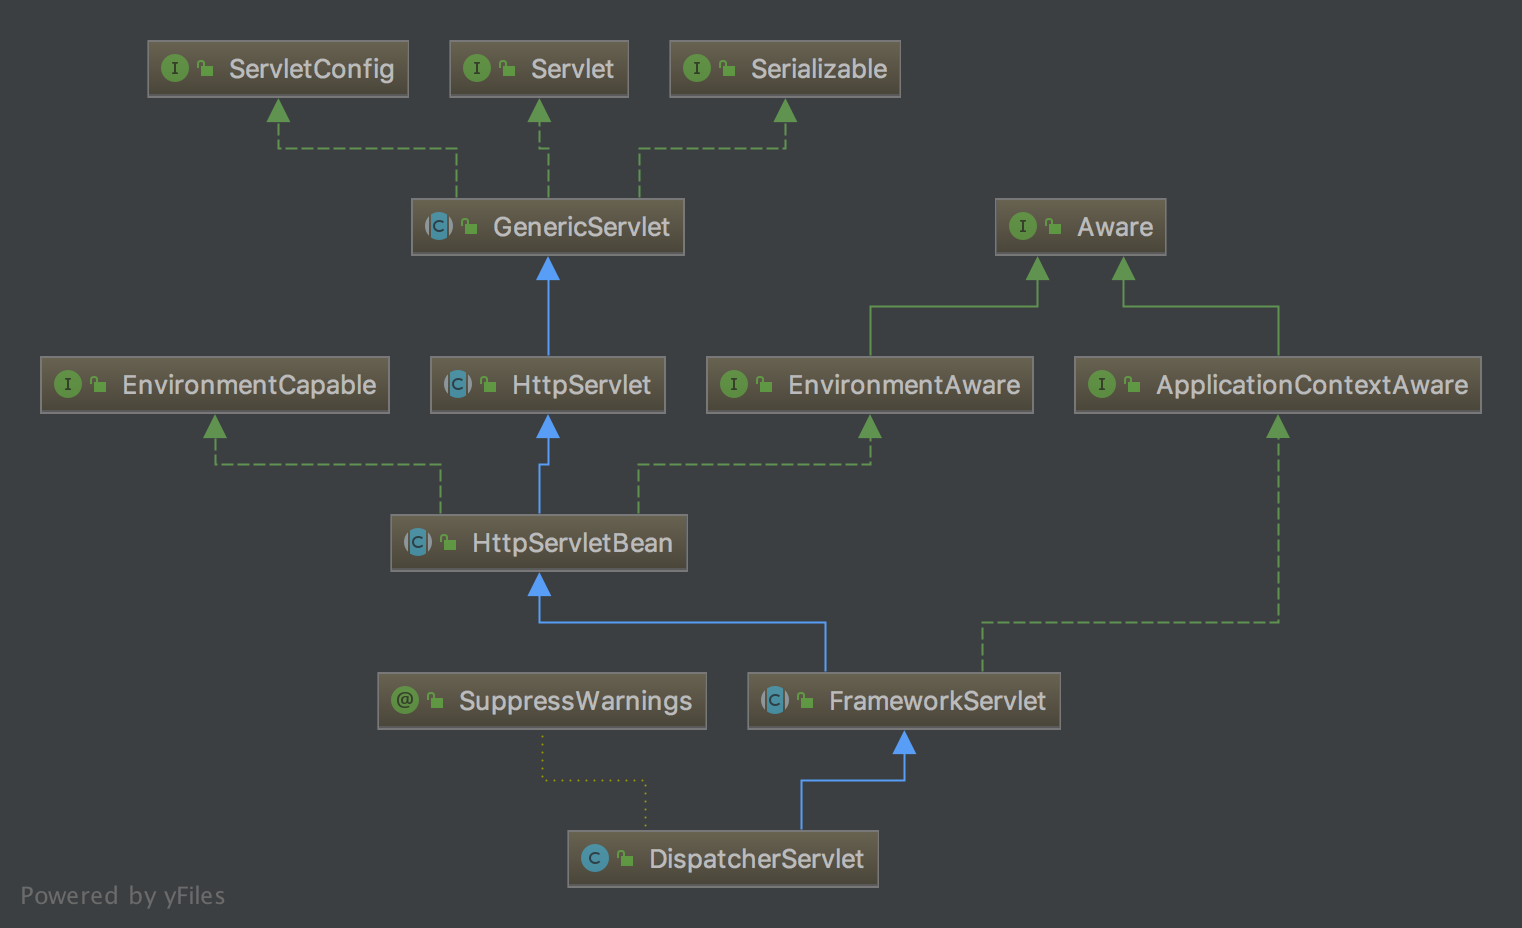 ServletConfig
Servlet
Serializable
GenericServlet
Aware
EnvironmentCapable
HttpServlet
EnvironmentAware
ApplicationContextAware
HttpServletBean
SuppressWarnings
FrameworkServlet
DispatcherServlet
Powered by yFiles